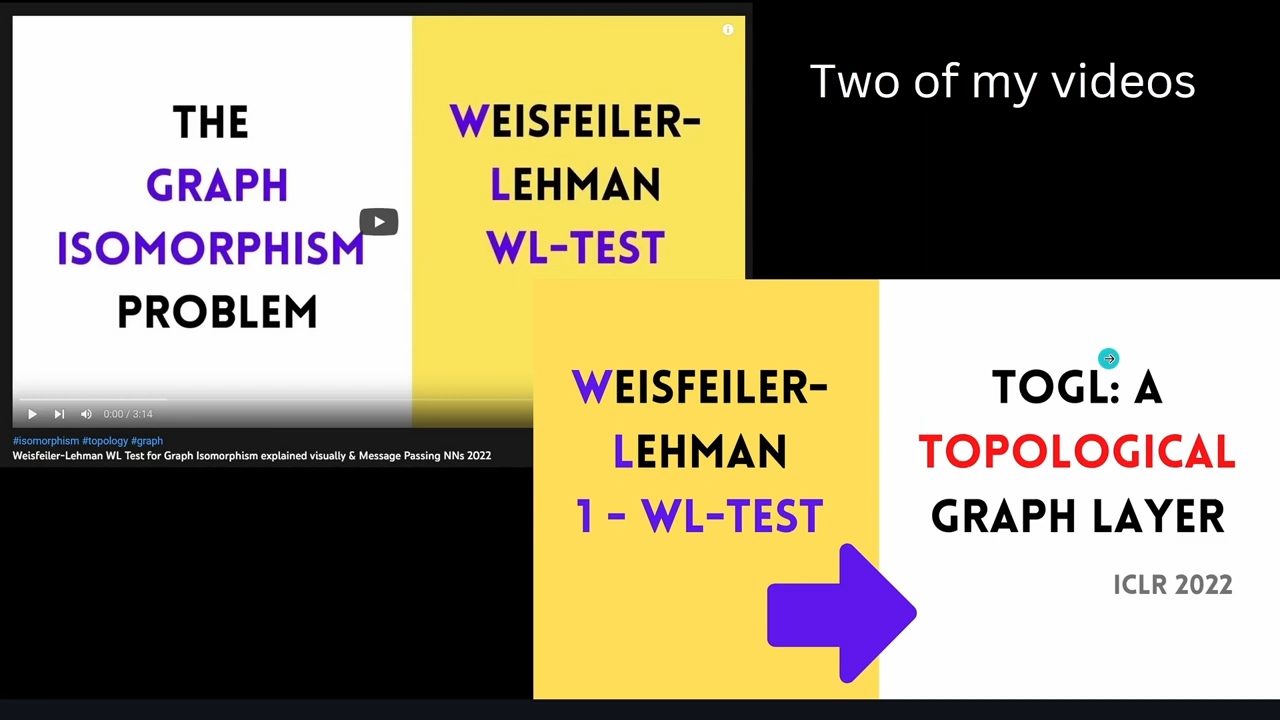 Two of my videos
THE
GRAPH
ISOMORPHISM
PROBLEM
WEISFEILER-
LEHMAN
WL-TEST
0:00 / 3:14
#isomorphism #topology #graph
Weisfeiler-Lehman WL Test for Graph Isomorphism explained visually & Message Passing NNs 2022
WEISFEILER-
LEHMAN
1 - WL-TEST
TOGL: A
TOPOLOGICAL
GRAPH LAYER
ICLR 2022